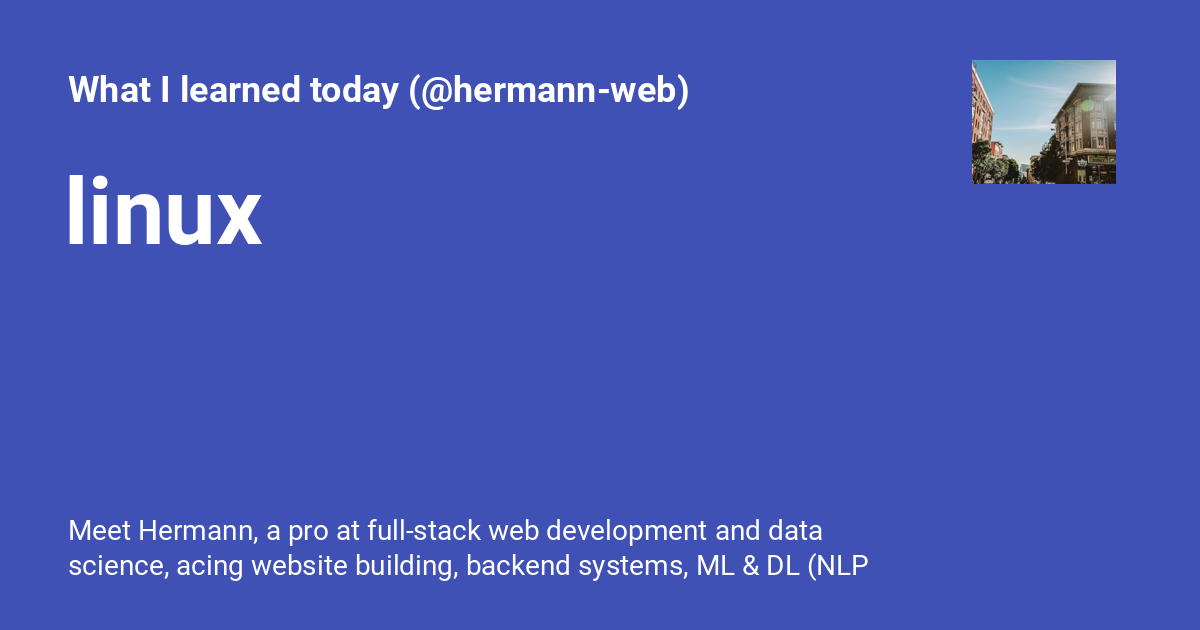 What I learned today (@hermann-web)
linux
Meet Hermann, a pro at full-stack web development and data
science, acing website building, backend systems, ML & DL (NLP